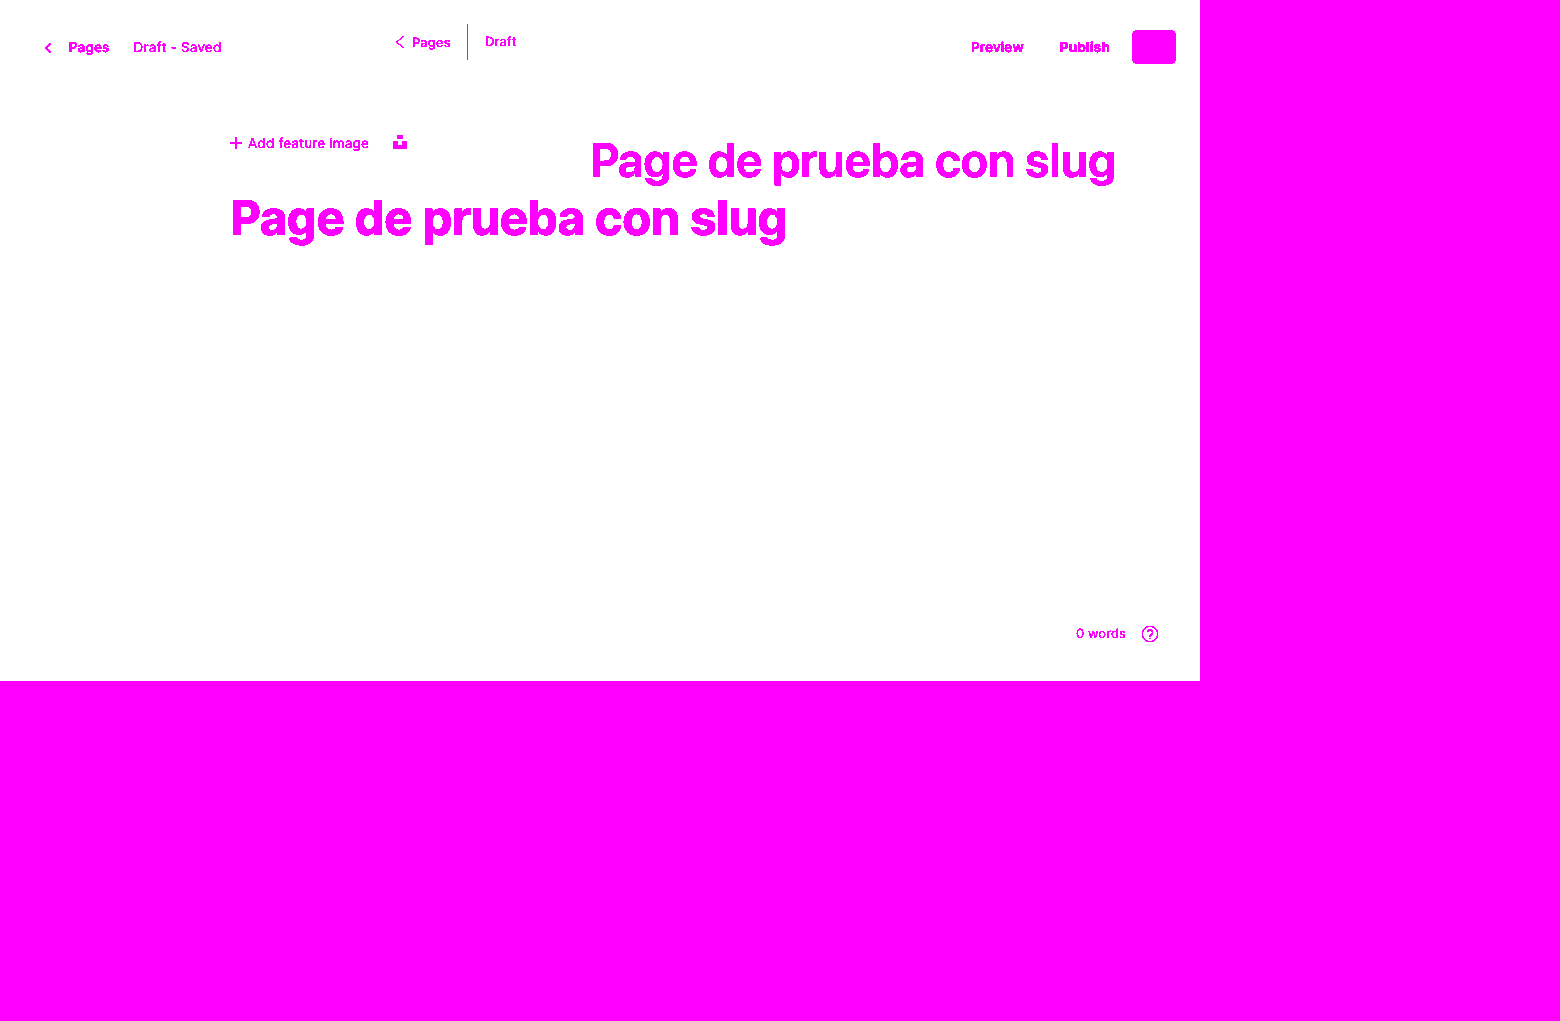 Pages Draft - Saved
Pages Draft
Preview Publish
Add feature image
Page de prueba con slug
Page de prueba con slug
0 words